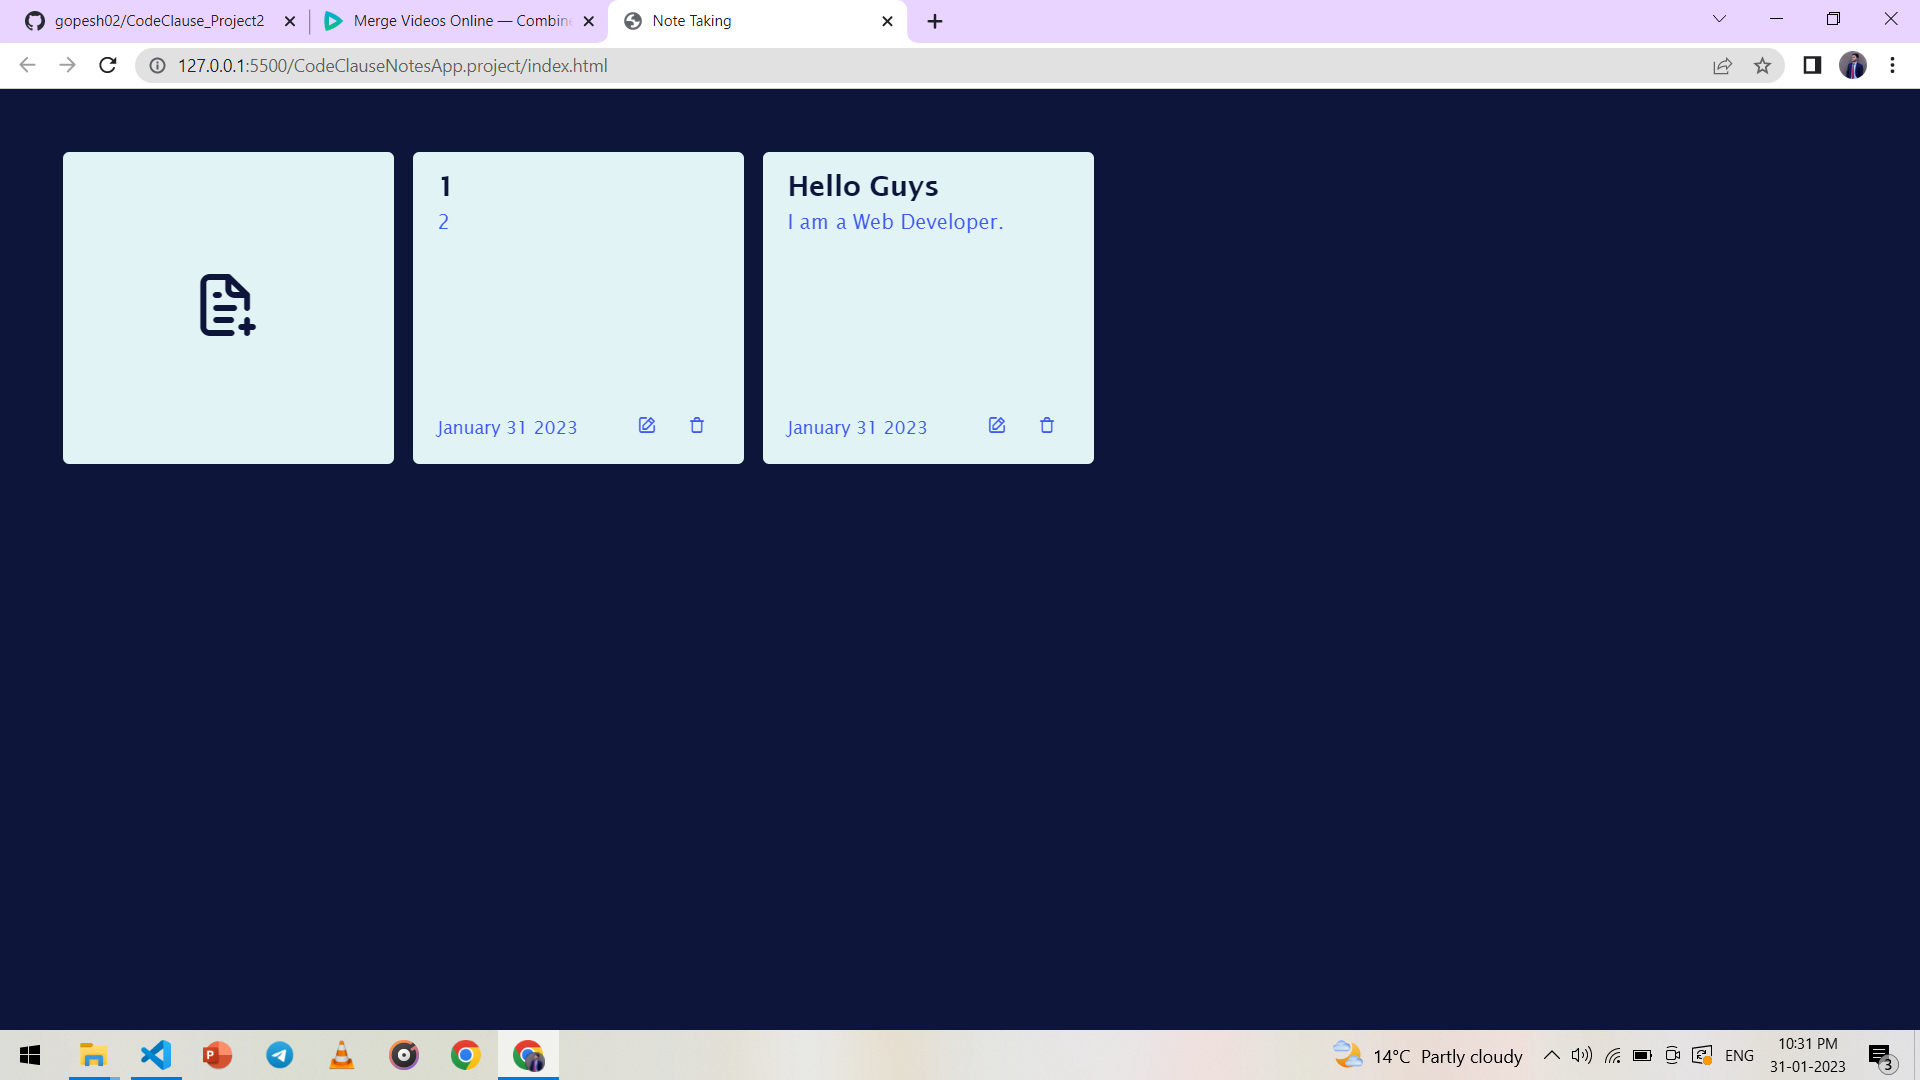 gopesh02/CodeClause_Project2
Merge Videos Online — Combine
Note Taking
127.0.0.1:5500/CodeClauseNotesApp.project/index.html
1
2
January 31 2023
Hello Guys
I am a Web Developer.
January 31 2023
14°C Partly cloudy
ENG
10:31 PM
31-01-2023
3